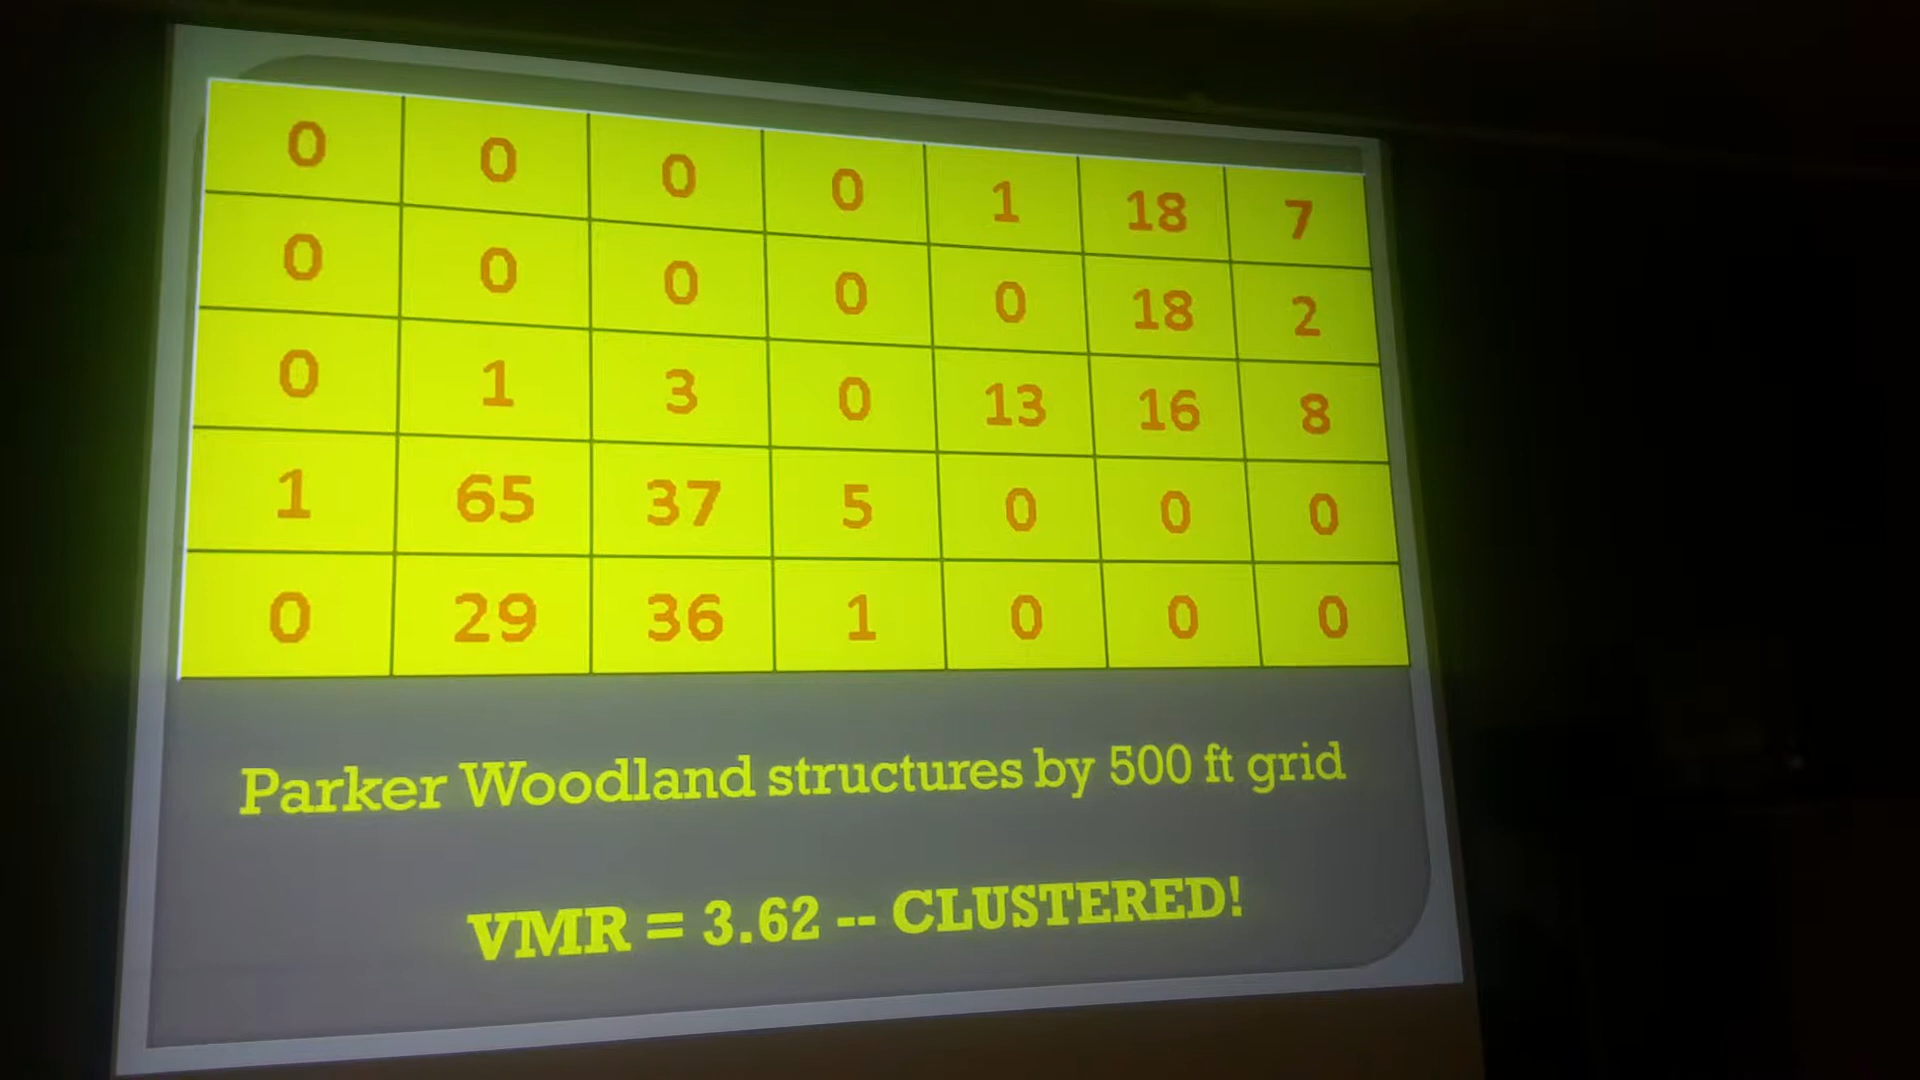 0 0 0 0 1 18 7
0 0 0 0 0 18 2
0 1 3 0 13 16 8
1 65 37 5 0 0 0
0 29 36 1 0 0 0
Parker Woodland structures by 500 ft grid
VMR = 3.62 -- CLUSTERED!